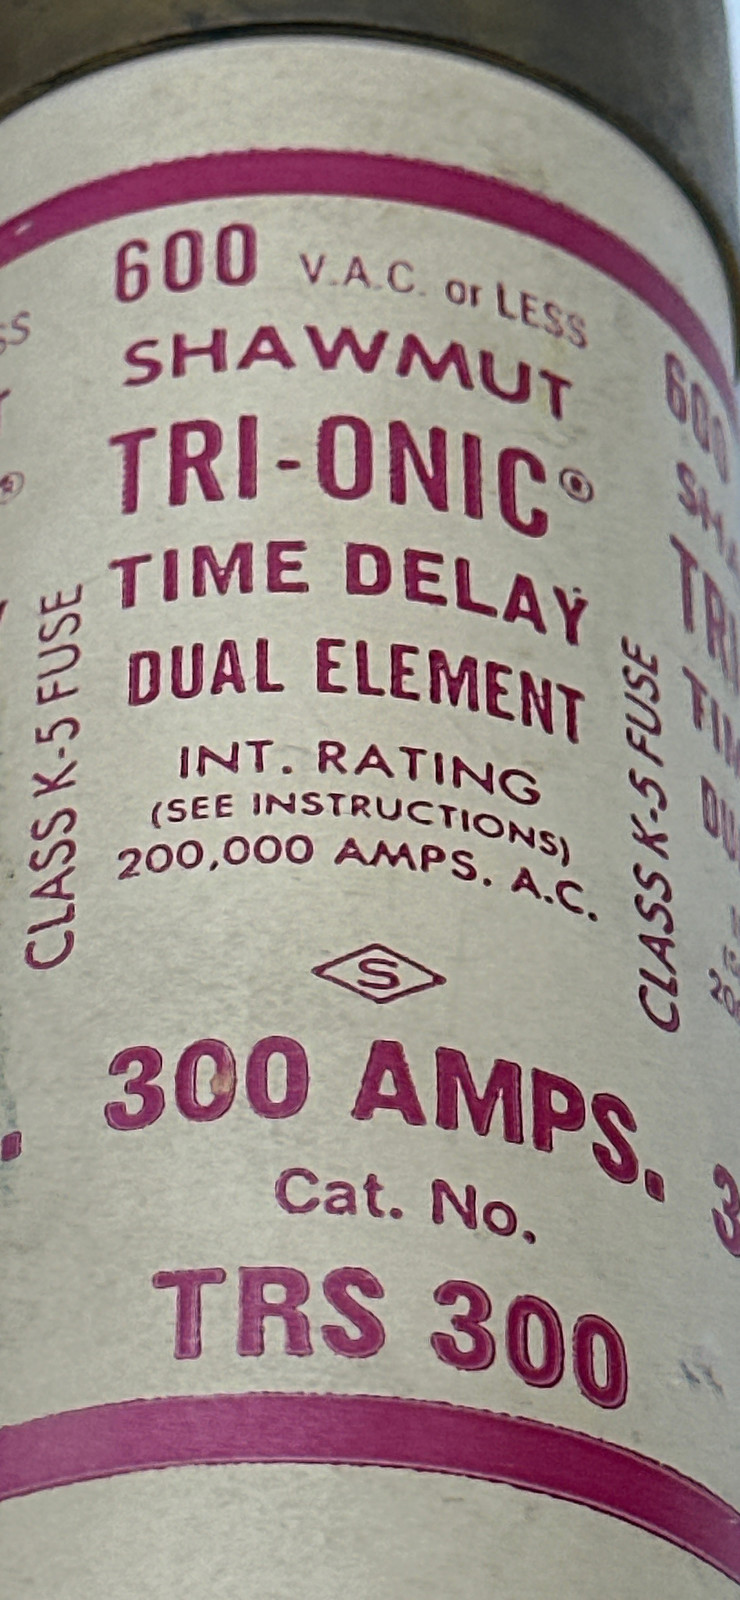 600 V.A.C. or LESS
SHAWMUT
TRI-ONIC®
TIME DELAY
DUAL ELEMENT
INT. RATING
(SEE INSTRUCTIONS)
200,000 AMPS. A.C.
S
300 AMPS.
Cat. No.
TRS 300
CLASS K-5 FUSE
CLASS K-5 FUSE
600